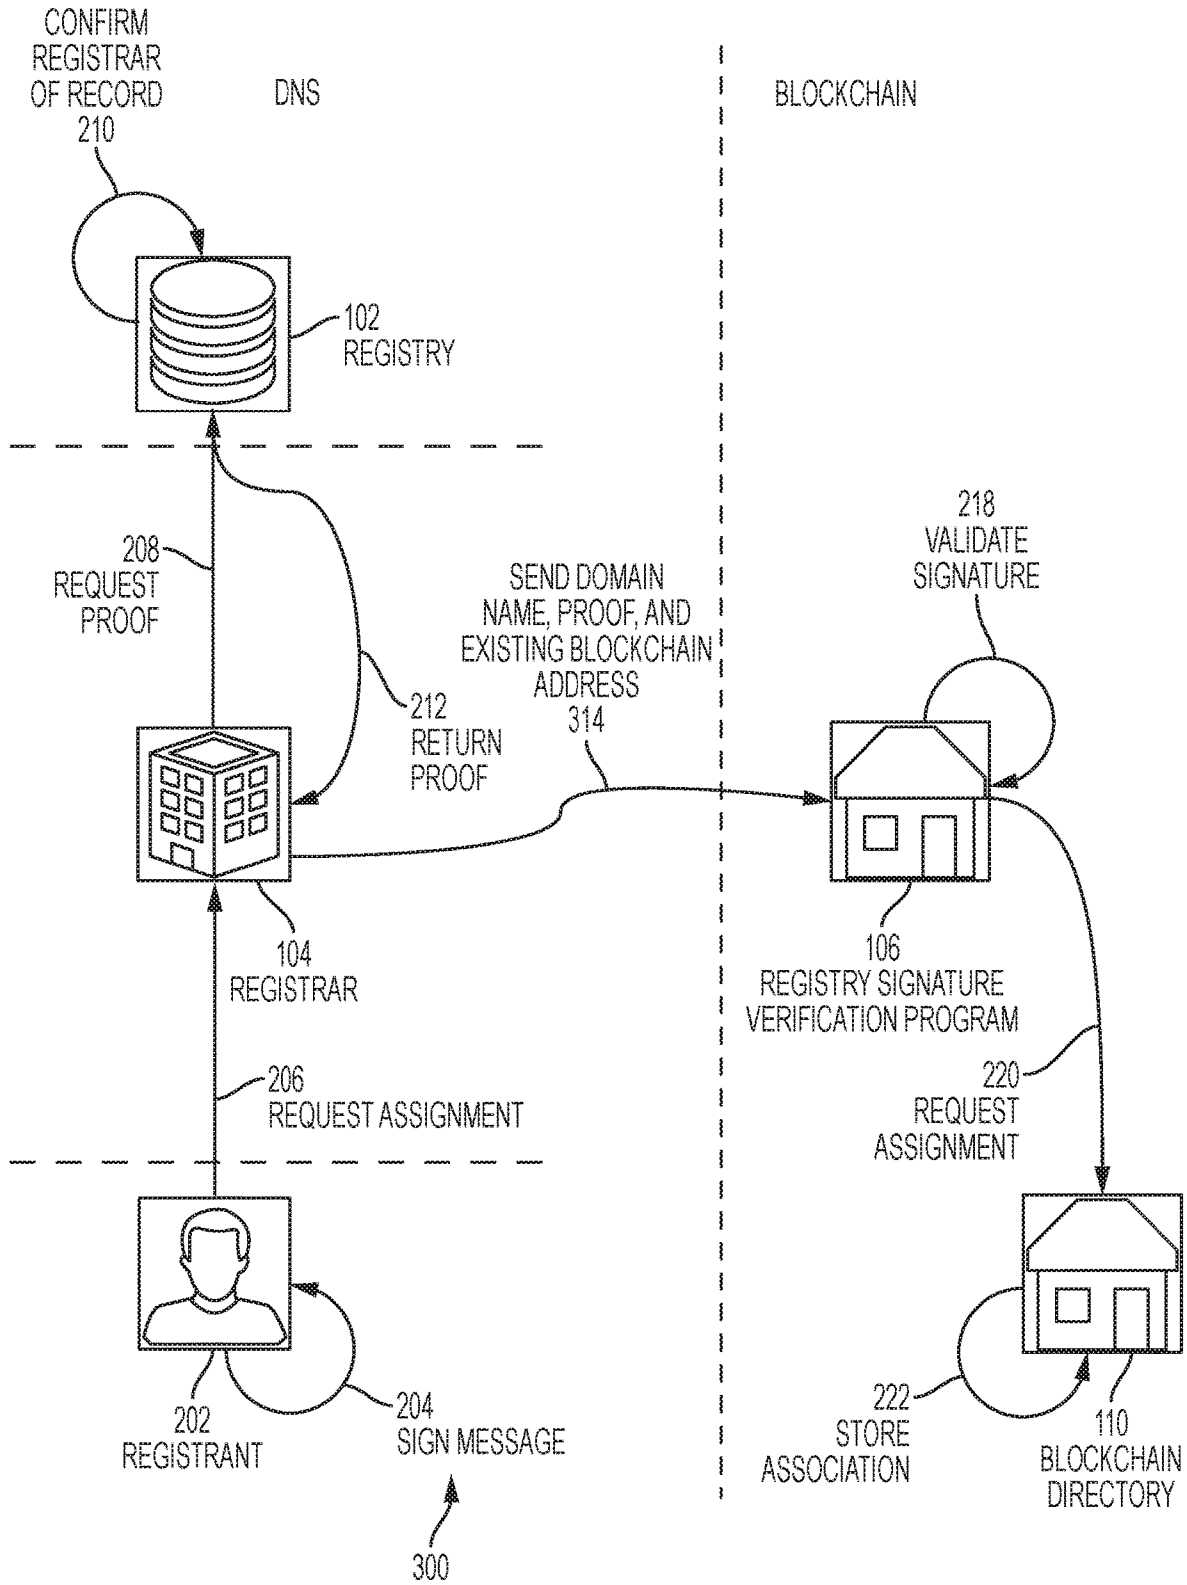 CONFIRM
REGISTRAR
OF RECORD
210
DNS
BLOCKCHAIN
102
REGISTRY
208
REQUEST
PROOF
212
RETURN
PROOF
SEND DOMAIN
NAME, PROOF, AND
EXISTING BLOCKCHAIN
ADDRESS
314
218
VALIDATE
SIGNATURE
104
REGISTRAR
106
REGISTRY SIGNATURE
VERIFICATION PROGRAM
206
REQUEST ASSIGNMENT
220
REQUEST
ASSIGNMENT
202
REGISTRANT
204
SIGN MESSAGE
222
STORE
ASSOCIATION
110
BLOCKCHAIN
DIRECTORY
300